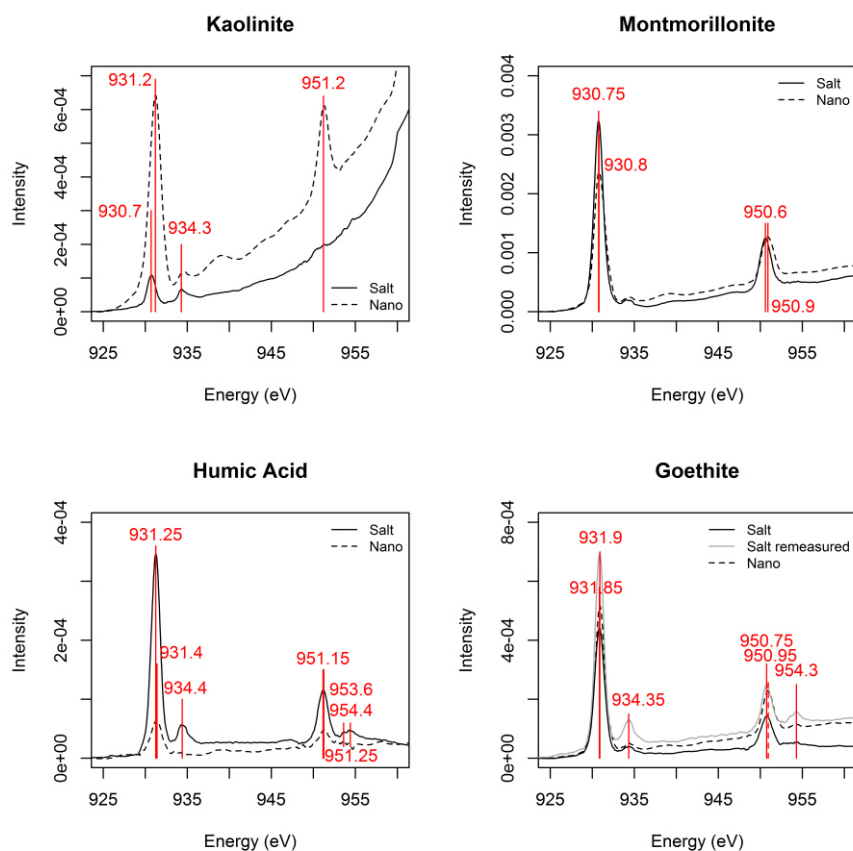 Kaolinite
Intensity
0e+00
2e-04
4e-04
6e-04
931.2
951.2
930.7
934.3
Salt
Nano
925
935
945
955
Energy (eV)
Montmorillonite
Intensity
0.000
0.001
0.002
0.003
0.004
930.75
930.8
950.6
950.9
Salt
Nano
925
935
945
955
Energy (eV)
Humic Acid
Intensity
0e+00
2e-04
4e-04
931.25
931.4
934.4
951.15
953.6
954.4
951.25
Salt
Nano
925
935
945
955
Energy (eV)
Goethite
Intensity
0e+00
4e-04
8e-04
931.9
931.85
934.35
950.75
950.95
954.3
Salt
Salt remeasured
Nano
925
935
945
955
Energy (eV)